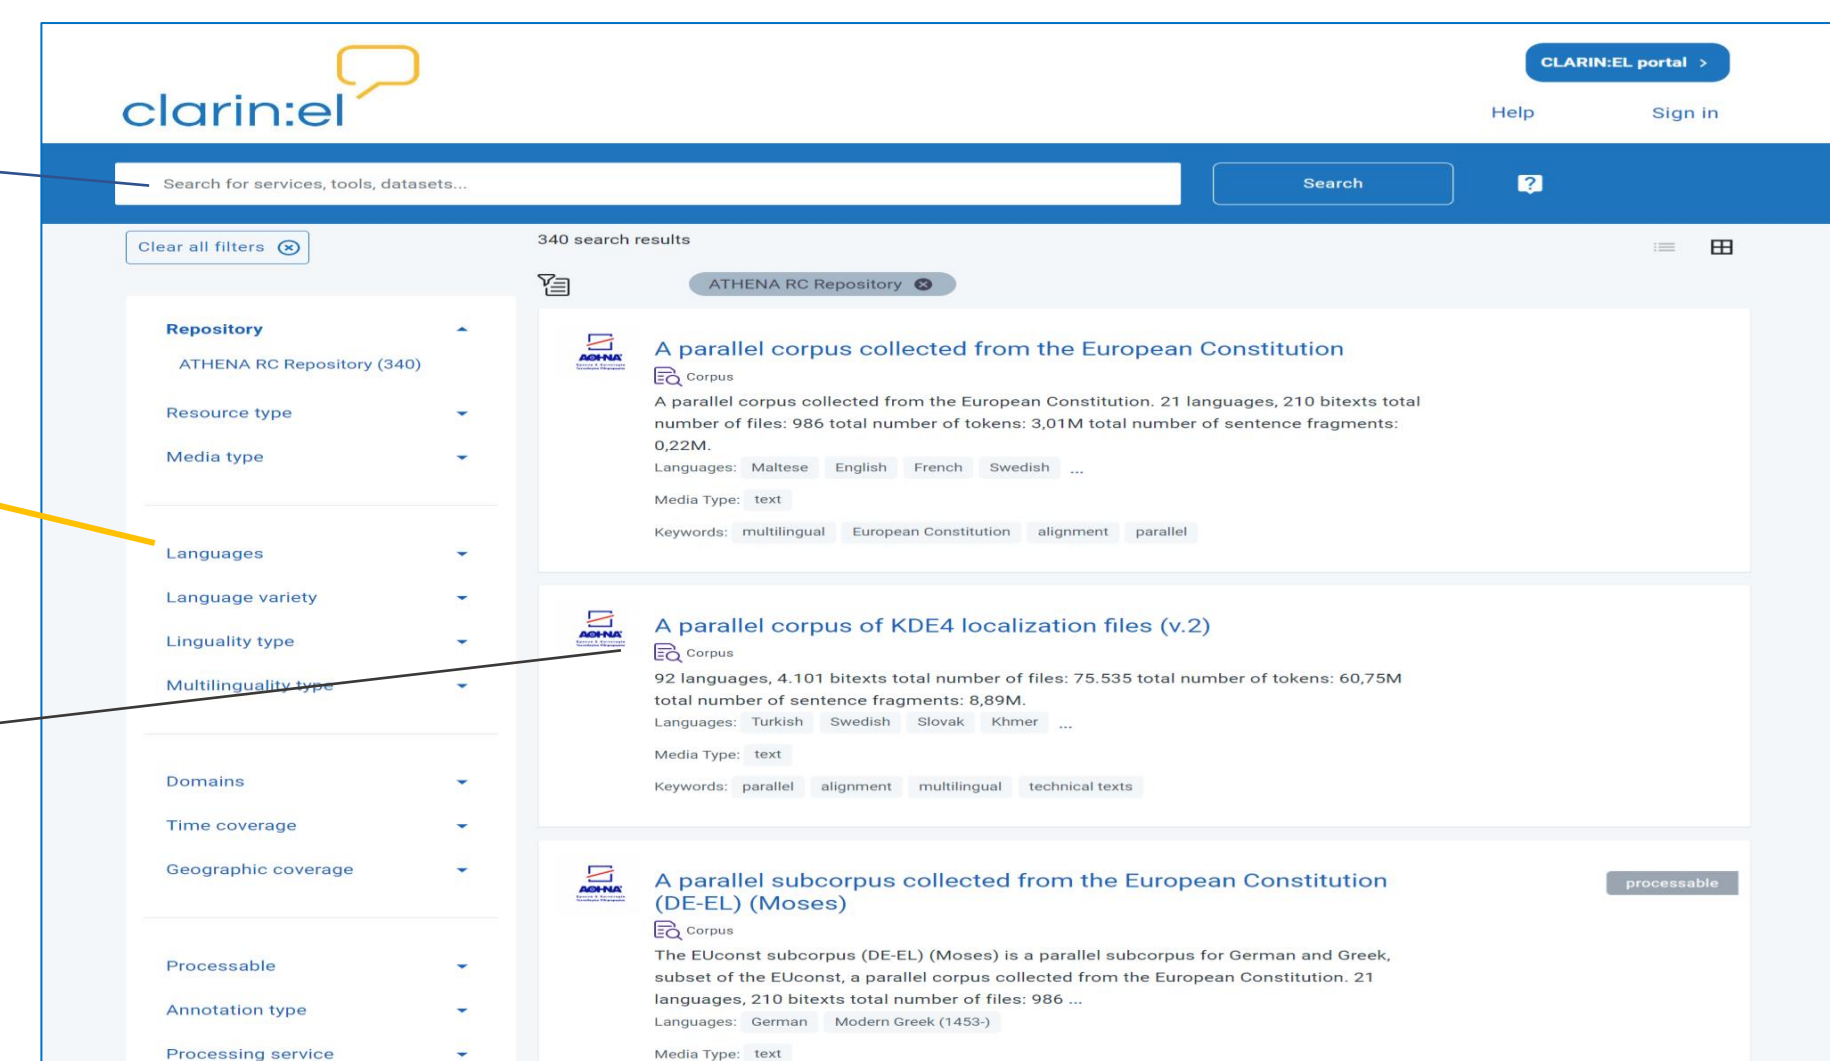 clarin:el
CLARIN:EL portal >
Help
Sign in
Search for services, tools, datasets...
Search
?
Clear all filters
340 search results
ATHENA RC Repository
Repository
ATHENA RC Repository (340)
Resource type
Media type
Languages
Language variety
Linguality type
Multilinguality type
Domains
Time coverage
Geographic coverage
Processable
Annotation type
Processing service
ΑΘΗΝΑ
A parallel corpus collected from the European Constitution
Corpus
A parallel corpus collected from the European Constitution. 21 languages, 210 bitexts total
number of files: 986 total number of tokens: 3,01M total number of sentence fragments:
0,22M.
Languages: Maltese English French Swedish ...
Media Type: text
Keywords: multilingual European Constitution alignment parallel
ΑΘΗΝΑ
A parallel corpus of KDE4 localization files (v.2)
Corpus
92 languages, 4.101 bitexts total number of files: 75.535 total number of tokens: 60,75M
total number of sentence fragments: 8,89M.
Languages: Turkish Swedish Slovak Khmer ...
Media Type: text
Keywords: parallel alignment multilingual technical texts
ΑΘΗΝΑ
A parallel subcorpus collected from the European Constitution
(DE-EL) (Moses)
processable
Corpus
The EUconst subcorpus (DE-EL) (Moses) is a parallel subcorpus for German and Greek,
subset of the EUconst, a parallel corpus collected from the European Constitution. 21
languages, 210 bitexts total number of files: 986 ...
Languages: German Modern Greek (1453-)
Media Type: text